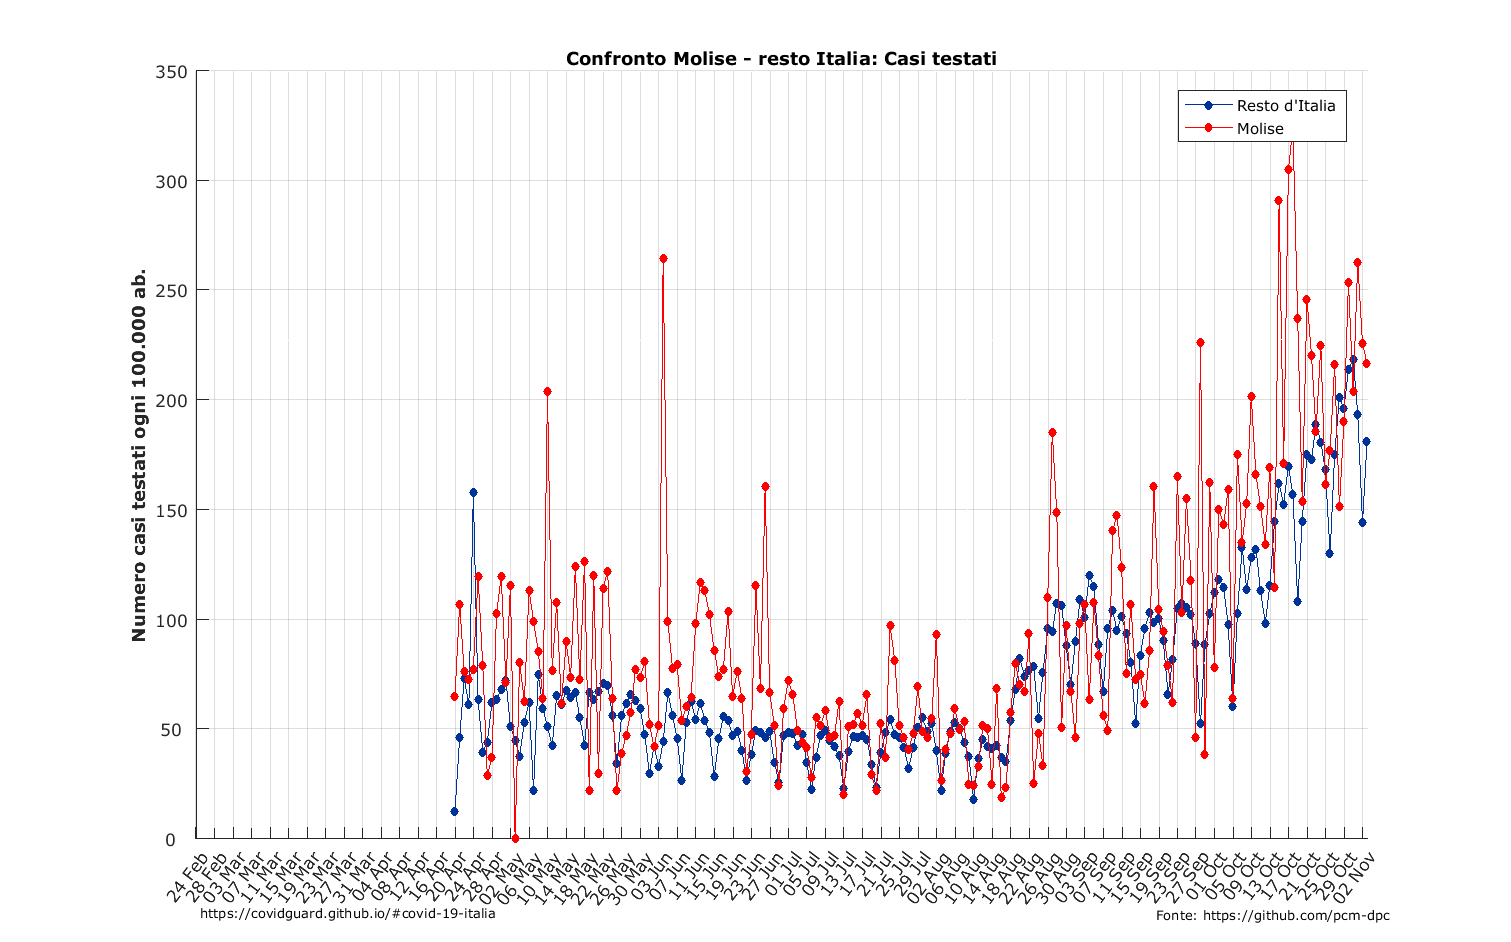 Confronto Molise - resto Italia: Casi testati
Resto d'Italia
Molise
Numero casi testati ogni 100.000 ab.
350
300
250
200
150
100
50
0
24 Feb
28 Feb
03 Mar
07 Mar
11 Mar
15 Mar
19 Mar
23 Mar
27 Mar
31 Mar
04 Apr
08 Apr
12 Apr
16 Apr
20 Apr
24 Apr
28 Apr
02 May
06 May
10 May
14 May
18 May
22 May
26 May
30 May
03 Jun
07 Jun
11 Jun
15 Jun
19 Jun
23 Jun
27 Jun
01 Jul
05 Jul
09 Jul
13 Jul
17 Jul
21 Jul
25 Jul
29 Jul
02 Aug
06 Aug
10 Aug
14 Aug
18 Aug
22 Aug
26 Aug
30 Aug
03 Sep
07 Sep
11 Sep
15 Sep
19 Sep
23 Sep
27 Sep
01 Oct
05 Oct
09 Oct
13 Oct
17 Oct
21 Oct
25 Oct
29 Oct
02 Nov
https://covidguard.github.io/#covid-19-italia
Fonte: https://github.com/pcm-dpc